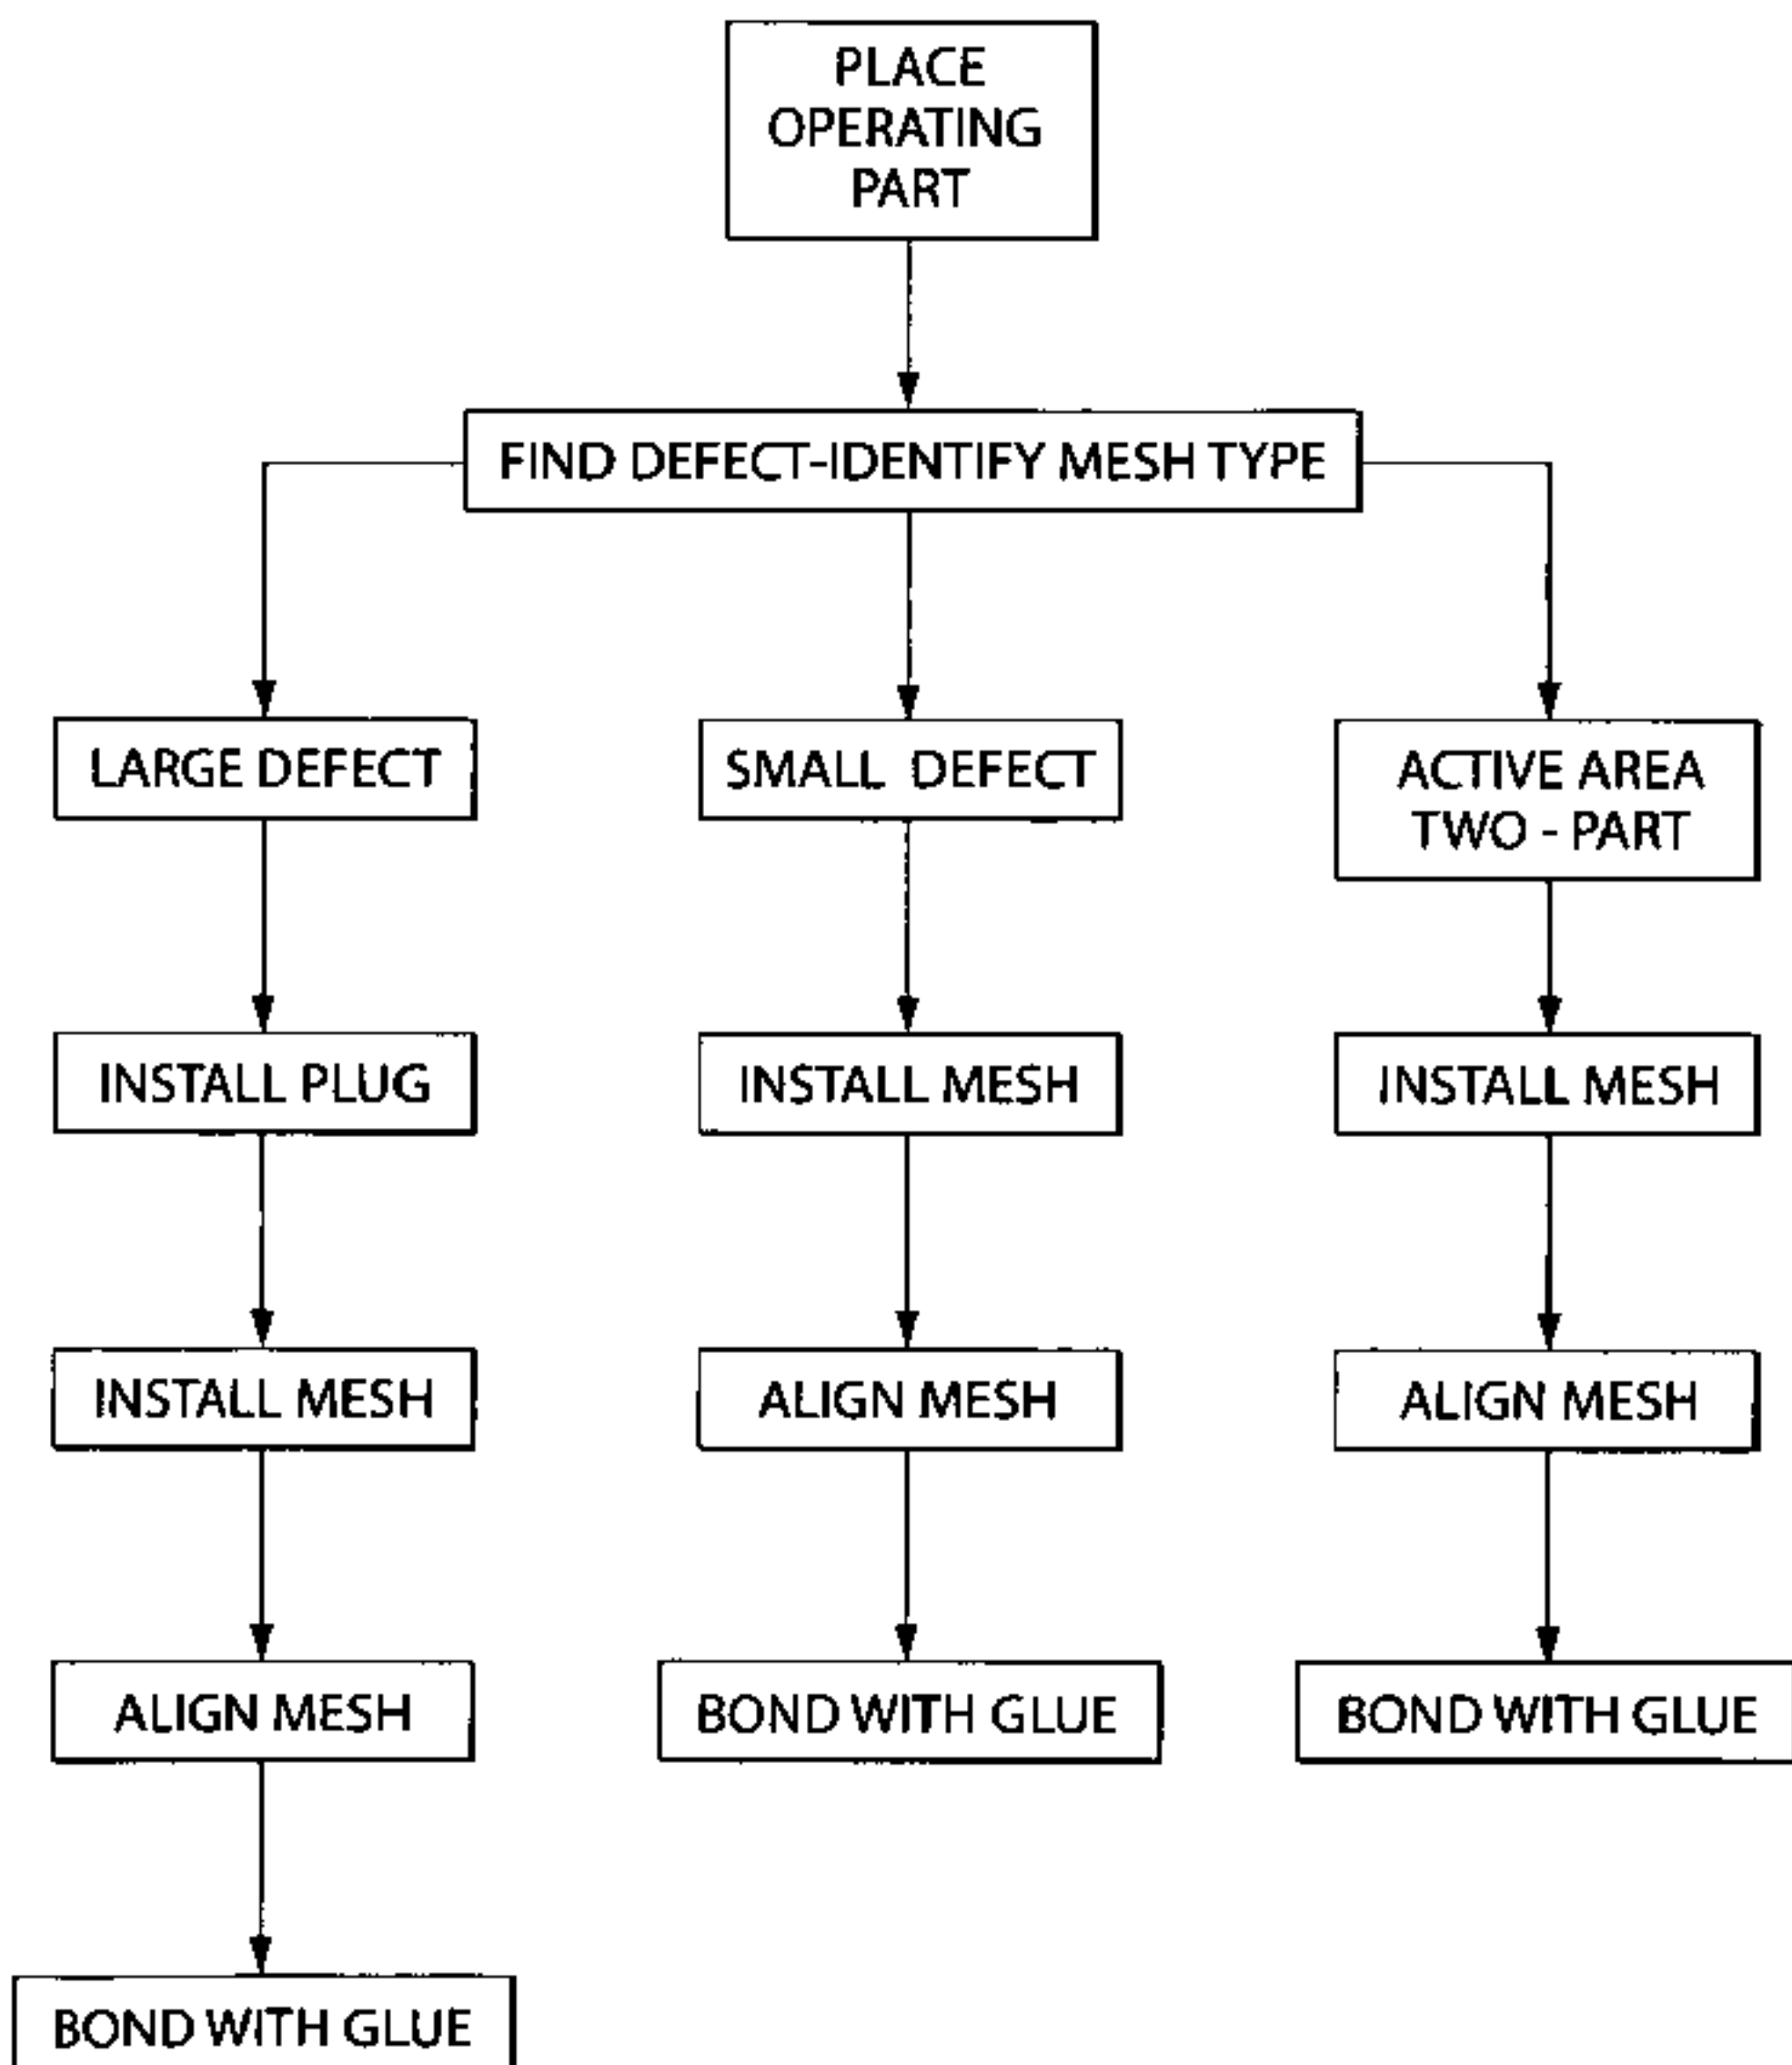 PLACE
OPERATING
PART
FIND DEFECT-IDENTIFY MESH TYPE
LARGE DEFECT
SMALL DEFECT
ACTIVE AREA
TWO - PART
INSTALL PLUG
INSTALL MESH
INSTALL MESH
INSTALL MESH
ALIGN MESH
ALIGN MESH
ALIGN MESH
BOND WITH GLUE
BOND WITH GLUE
BOND WITH GLUE